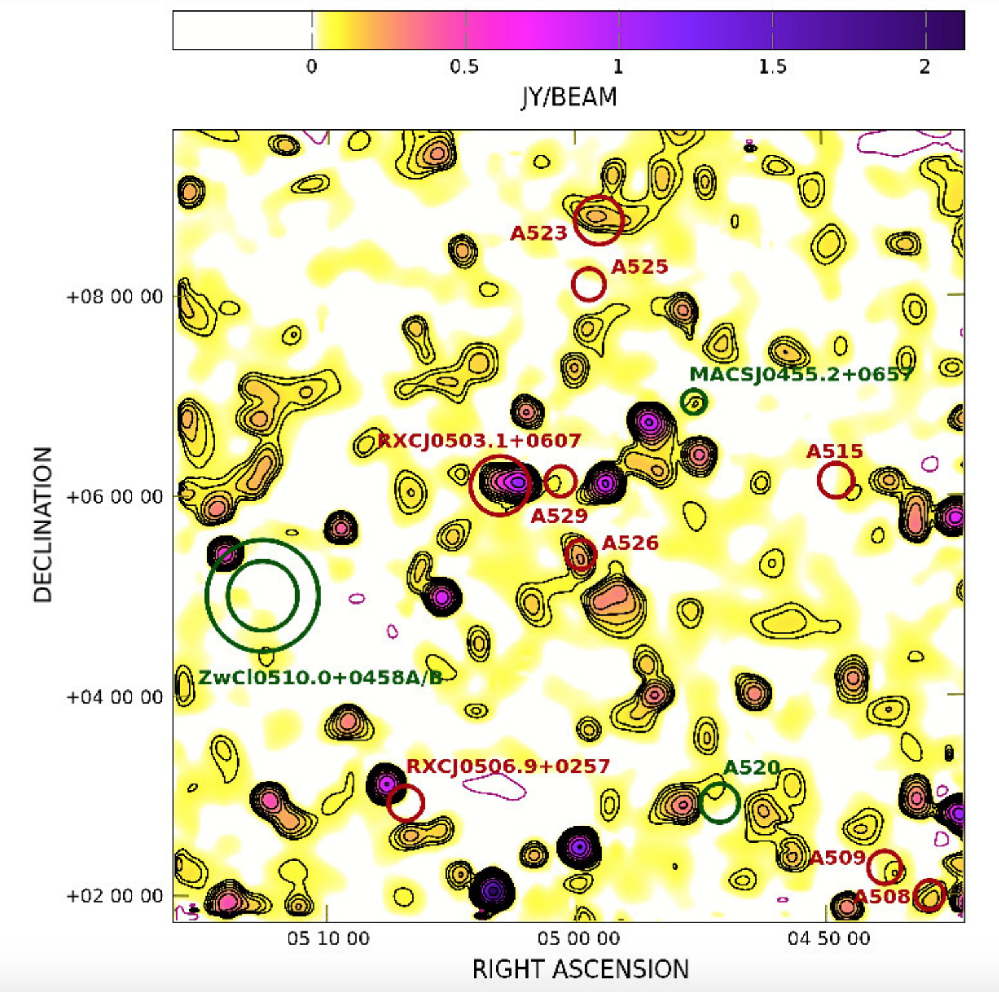 0 0.5 1 1.5 2
JY/BEAM
A523
A525
+08 00 00
MACSJ0455.2+0657
RXCJ0503.1+0607
A515
DECLINATION
+06 00 00
A529
A526
ZwCl0510.0+0458A/B
+04 00 00
RXCJ0506.9+0257
A520
A509
+02 00 00
A508
05 10 00 05 00 00 04 50 00
RIGHT ASCENSION